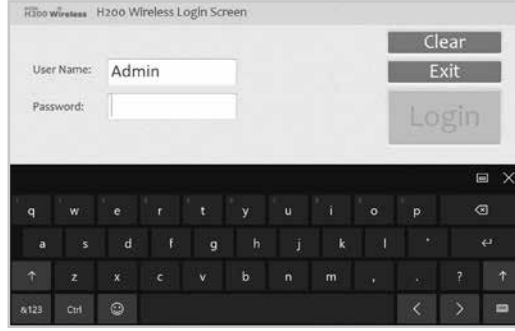 H200 Wireless H200 Wireless Login Screen
Clear
User Name: Admin
Exit
Password:
Login
q w e r t y u i o p
a s d f g h j k l '
z x c v b n m , . ?
&123 Ctrl